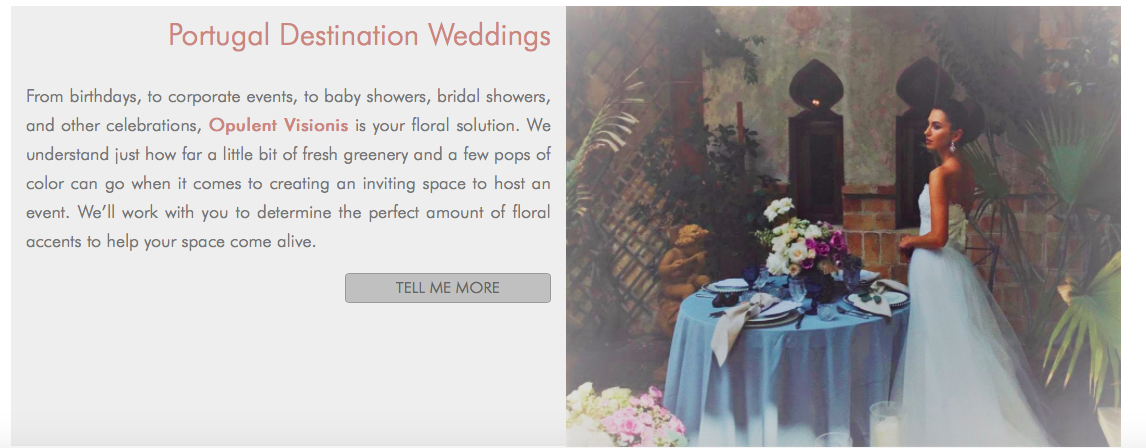 Portugal Destination Weddings
From birthdays, to corporate events, to baby showers, bridal showers,
and other celebrations, Opulent Visionis is your floral solution. We
understand just how far a little bit of fresh greenery and a few pops of
color can go when it comes to creating an inviting space to host an
event. We’ll work with you to determine the perfect amount of floral
accents to help your space come alive.
TELL ME MORE